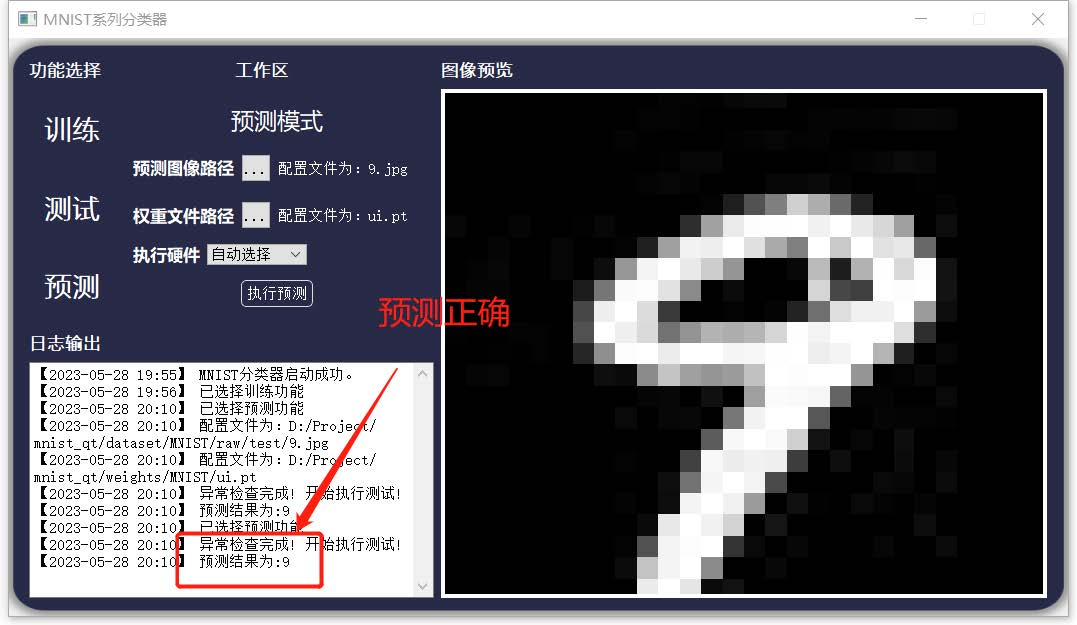 MNIST系列分类器
功能选择
工作区
图像预览
训练
预测模式
预测图像路径 ... 配置文件为：9.jpg
测试
权重文件路径 ... 配置文件为：ui.pt
执行硬件 自动选择
预测
执行预测
预测正确
日志输出
【2023-05-28 19:55】 MNIST分类器启动成功。
【2023-05-28 19:56】 已选择训练功能
【2023-05-28 20:10】 已选择预测功能
【2023-05-28 20:10】 配置文件为：D:/Project/
mnist_qt/dataset/MNIST/raw/test/9.jpg
【2023-05-28 20:10】 配置文件为：D:/Project/
mnist_qt/weights/MNIST/ui.pt
【2023-05-28 20:10】 异常检查完成！开始执行测试！
【2023-05-28 20:10】 预测结果为:9
【2023-05-28 20:10】 已选择预测功能
【2023-05-28 20:10】 异常检查完成！开始执行测试！
【2023-05-28 20:10】 预测结果为:9
9